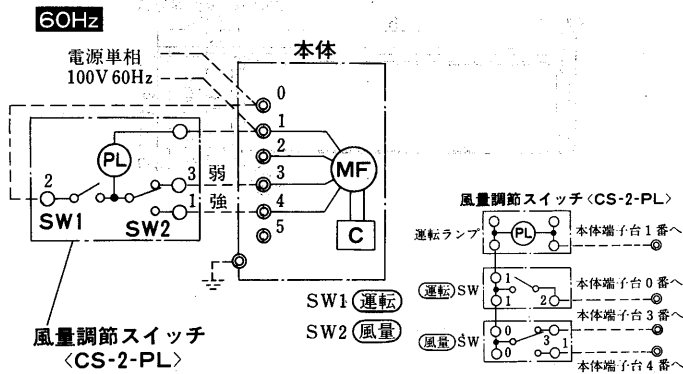 60Hz
電源単相
100V 60Hz
本体
0
1
2
3
4
5
MF
C
PL
2
3 弱
1 強
SW1
SW2
SW1 運転
SW2 風量
風量調節スイッチ
〈CS-2-PL〉
風量調節スイッチ〈CS-2-PL〉
運転ランプ
PL
本体端子台1番へ
運転 SW
1
1
2
本体端子台0番へ
本体端子台3番へ
風量 SW
0
0
3
1
本体端子台4番へ